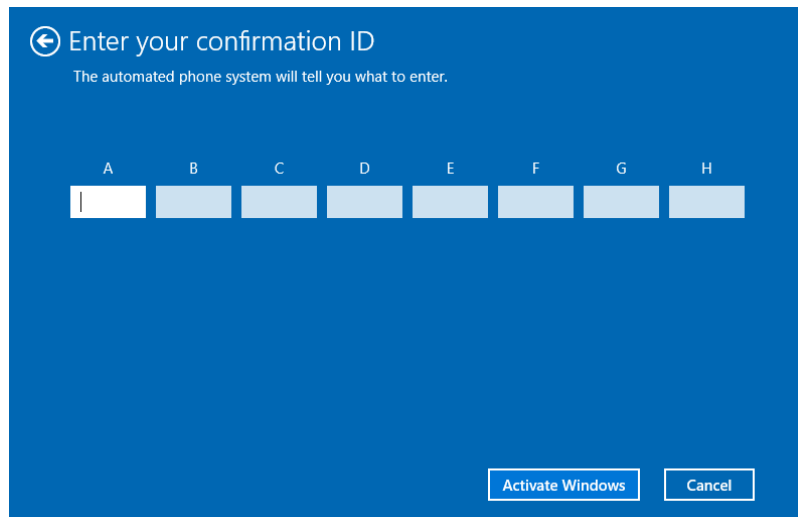 Enter your confirmation ID
The automated phone system will tell you what to enter.
A B C D E F G H
Activate Windows Cancel